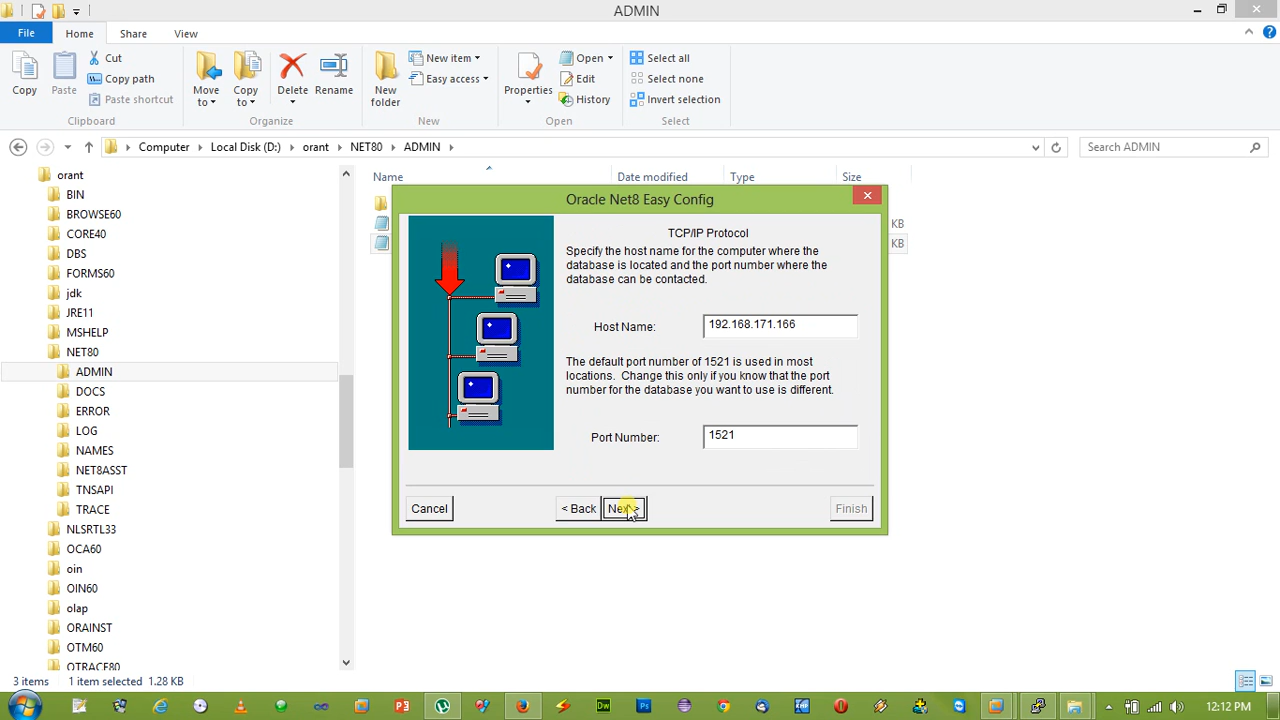 ADMIN
File Home Share View
Copy
Paste
Cut
Copy path
Paste shortcut
Clipboard
Move to
Copy to
Delete
Rename
Organize
New folder
New item
Easy access
New
Properties
Open
Edit
History
Open
Select all
Select none
Invert selection
Select
Computer Local Disk (D:) orant NET80 ADMIN
Search ADMIN
Name Date modified Type Size
KB
KB
orant
BIN
BROWSE60
CORE40
DBS
FORMS60
jdk
JRE11
MSHELP
NET80
ADMIN
DOCS
ERROR
LOG
NAMES
NET8ASST
TNSAPI
TRACE
NLSRTL33
OCA60
oin
OIN60
olap
ORAINST
OTM60
OTRACE80
Oracle Net8 Easy Config
TCP/IP Protocol
Specify the host name for the computer where the
database is located and the port number where the
database can be contacted.
Host Name: 192.168.171.166
The default port number of 1521 is used in most
locations. Change this only if you know that the port
number for the database you want to use is different.
Port Number: 1521
Cancel < Back Next > Finish
3 items 1 item selected 1.28 KB
12:12 PM